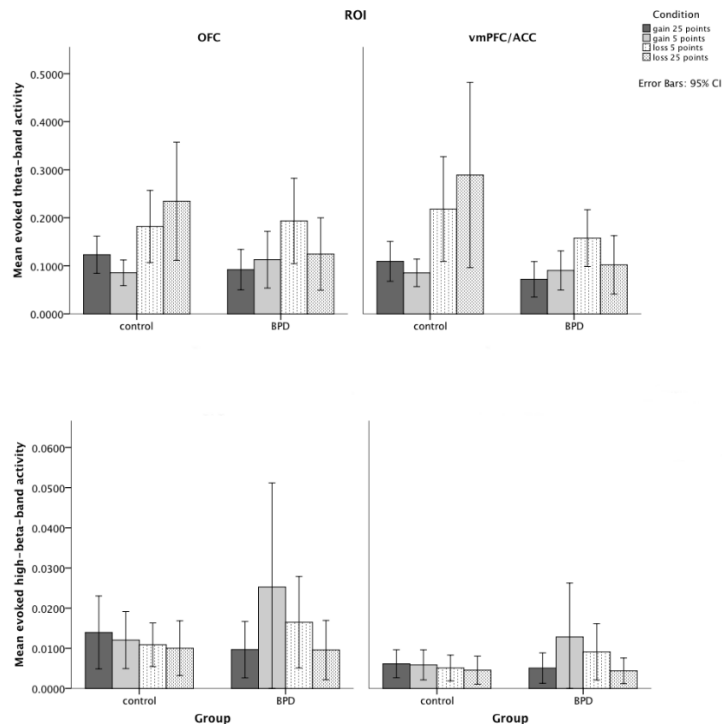 ROI
OFC
vmPFC/ACC
Condition
gain 25 points
gain 5 points
loss 5 points
loss 25 points
Error Bars: 95% CI
Mean evoked theta-band activity
0.5000
0.4000
0.3000
0.2000
0.1000
0.0000
control
BPD
control
BPD
Mean evoked high-beta-band activity
0.0600
0.0500
0.0400
0.0300
0.0200
0.0100
0.0000
control
BPD
control
BPD
Group
Group